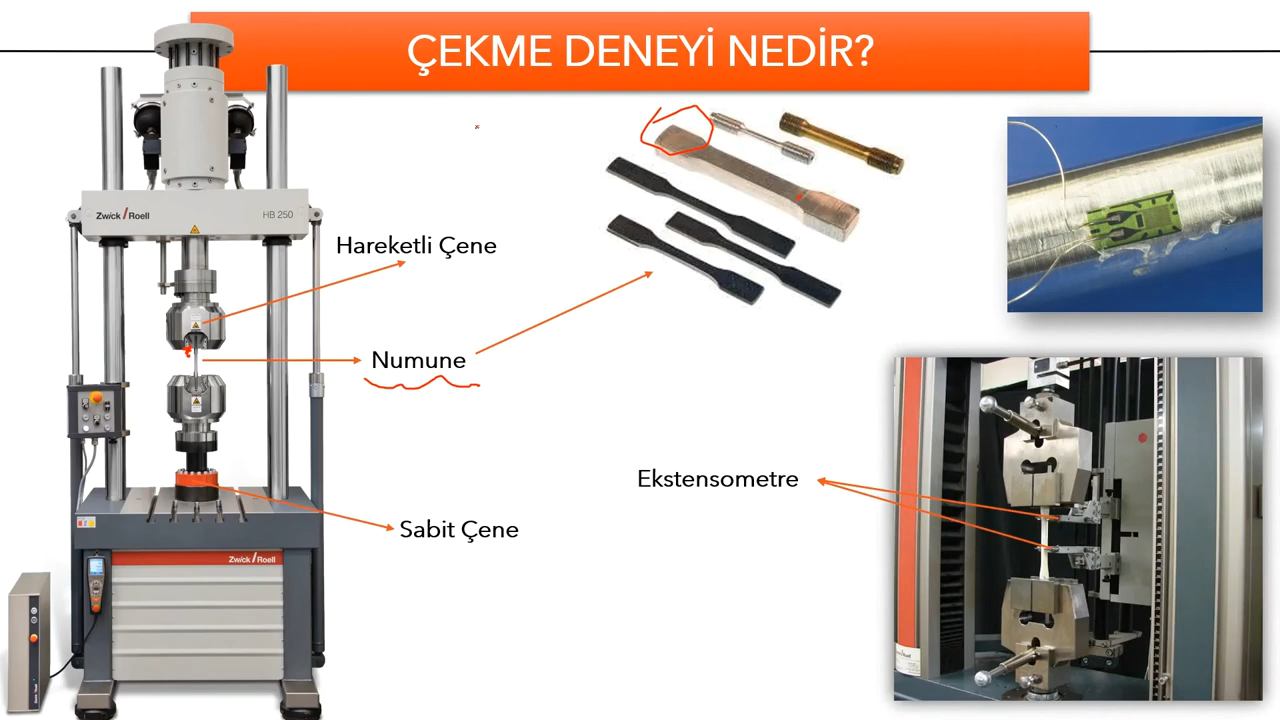 ÇEKME DENEYİ NEDİR?
Zwick / Roell
HB 250
Hareketli Çene
Numune
Ekstensometre
Sabit Çene
Zwick / Roell